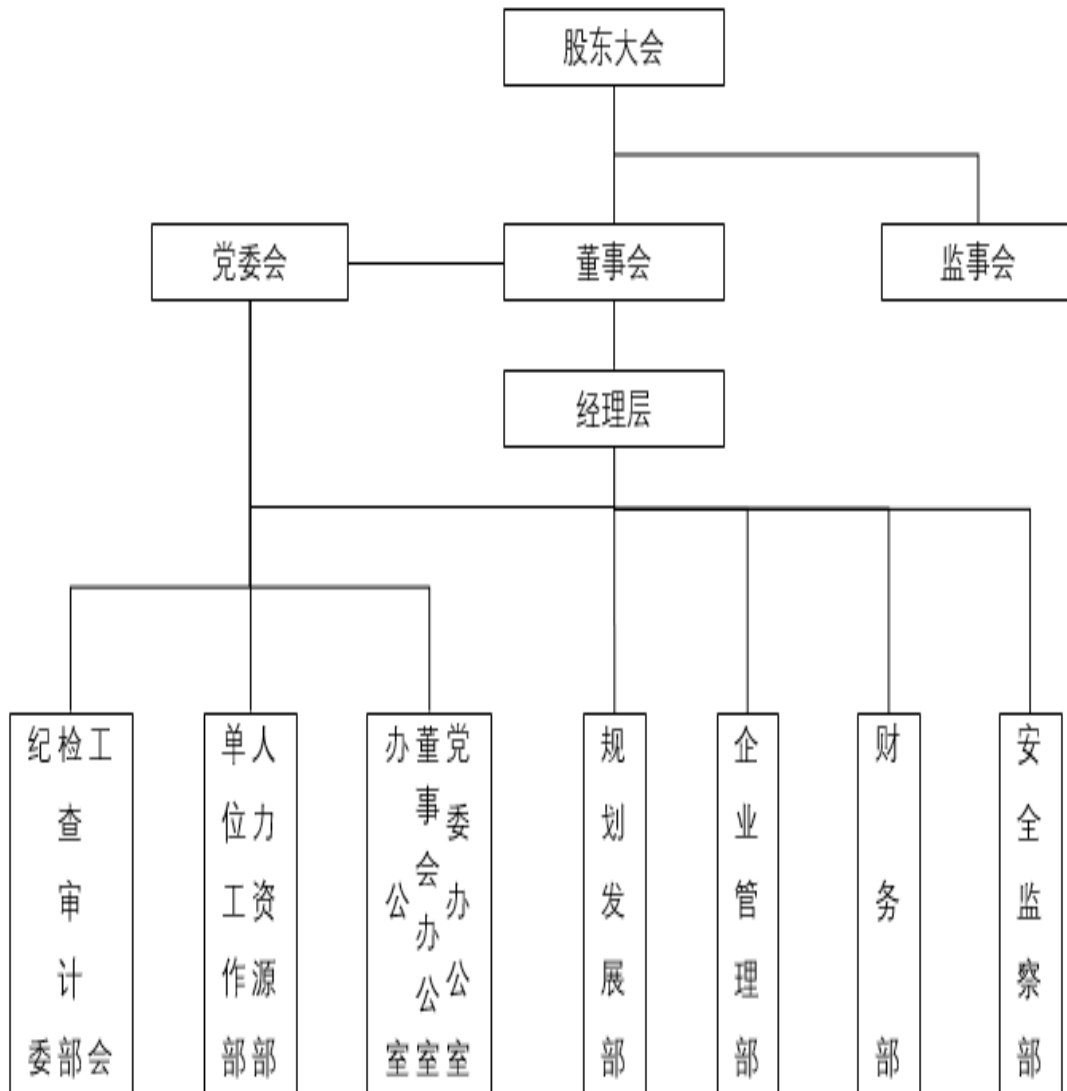 股东大会
党委会
董事会
监事会
经理层
纪委
检查审计部
工会
单位工作部
人力资源部
办公室
董事会办公室
党委办公室
规划发展部
企业管理部
财务部
安全监察部